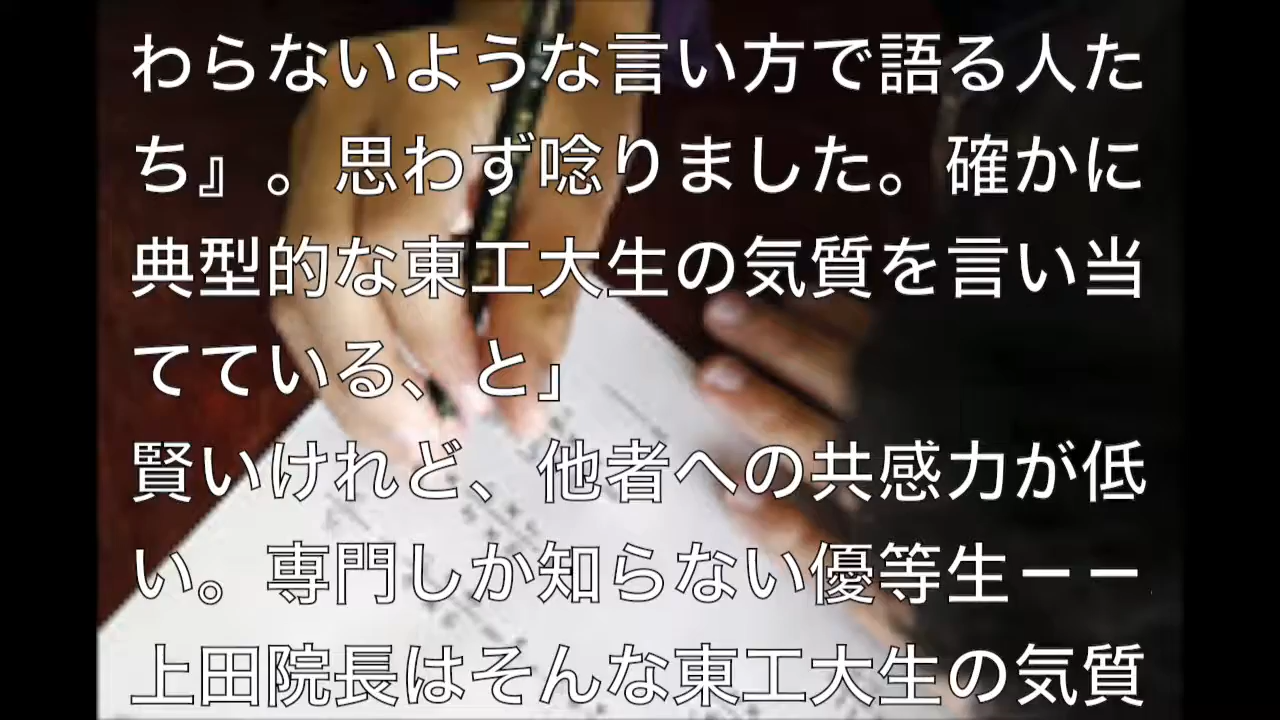 わらないような言い方で語る人た
ち』。思わず唸りました。確かに
典型的な東工大生の気質を言い当
てている、と」
賢いけれど、他者への共感力が低
い。専門しか知らない優等生ーー
上田院長はそんな東工大生の気質